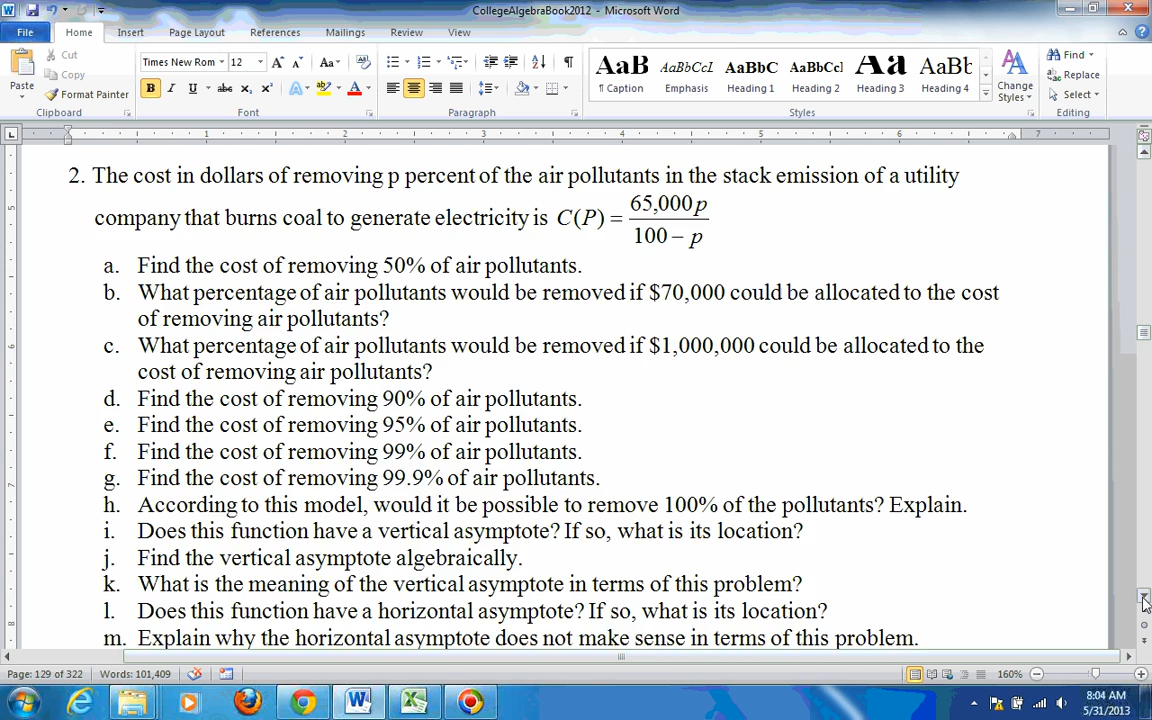 CollegeAlgebraBook2012 - Microsoft Word
File Home Insert Page Layout References Mailings Review View
Cut
Copy
Format Painter
Paste
Clipboard
Times New Rom 12
Font
Paragraph
AaB AaBbCcL AaBbC AaBbCcl Aa AaBb
¶ Caption Emphasis Heading 1 Heading 2 Heading 3 Heading 4
Styles
Change Styles
Find
Replace
Select
Editing
1 2 3 4 5 6 7
2. The cost in dollars of removing p percent of the air pollutants in the stack emission of a utility
company that burns coal to generate electricity is C(P) = 65,000p / 100 − p
a. Find the cost of removing 50% of air pollutants.
b. What percentage of air pollutants would be removed if $70,000 could be allocated to the cost
of removing air pollutants?
c. What percentage of air pollutants would be removed if $1,000,000 could be allocated to the
cost of removing air pollutants?
d. Find the cost of removing 90% of air pollutants.
e. Find the cost of removing 95% of air pollutants.
f. Find the cost of removing 99% of air pollutants.
g. Find the cost of removing 99.9% of air pollutants.
h. According to this model, would it be possible to remove 100% of the pollutants? Explain.
i. Does this function have a vertical asymptote? If so, what is its location?
j. Find the vertical asymptote algebraically.
k. What is the meaning of the vertical asymptote in terms of this problem?
l. Does this function have a horizontal asymptote? If so, what is its location?
m. Explain why the horizontal asymptote does not make sense in terms of this problem.
Page: 129 of 322 Words: 101,409 160%
8:04 AM
5/31/2013